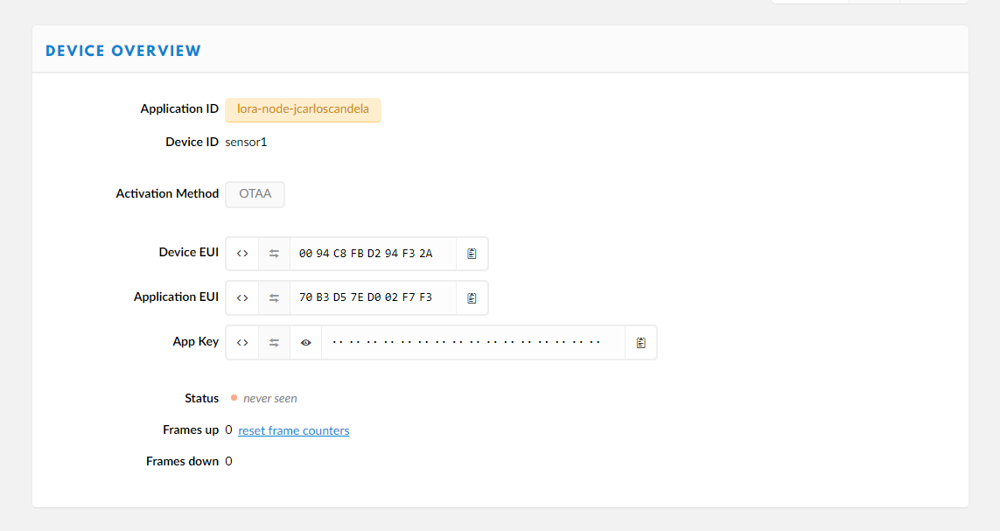 DEVICE OVERVIEW
Application ID lora-node-jcarloscandela
Device ID sensor1
Activation Method OTAA
Device EUI <> 00 94 C8 FB D2 94 F3 2A
Application EUI <> 70 B3 D5 7E D0 02 F7 F3
App Key <> ·· ·· ·· ·· ·· ·· ·· ·· ·· ·· ·· ·· ·· ·· ·· ··
Status never seen
Frames up 0 reset frame counters
Frames down 0